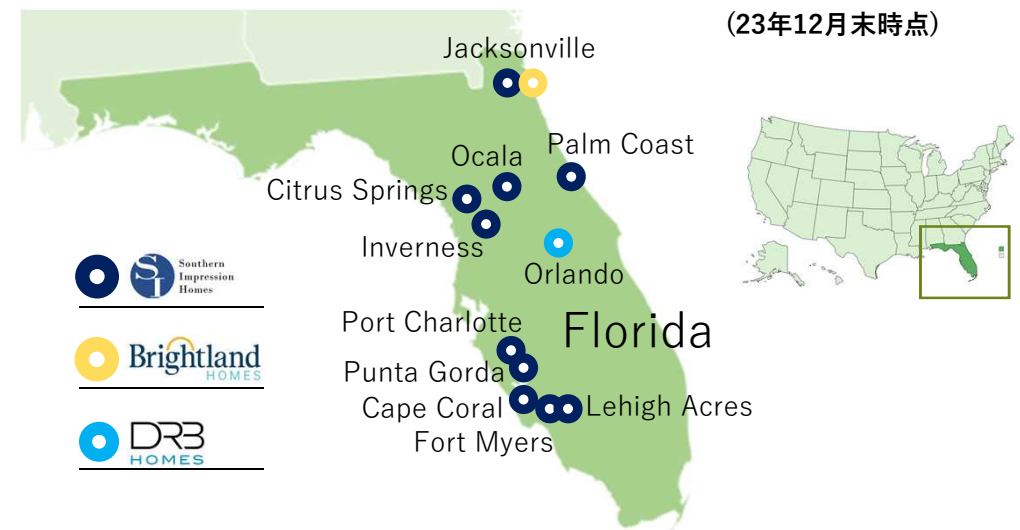 (23年12月末時点)
Jacksonville
Palm Coast
Ocala
Citrus Springs
Inverness
Orlando
SI
Southern
Impression
Homes
Port Charlotte
Florida
Brightland
HOMES
Punta Gorda
Cape Coral
Lehigh Acres
Fort Myers
DRB
HOMES